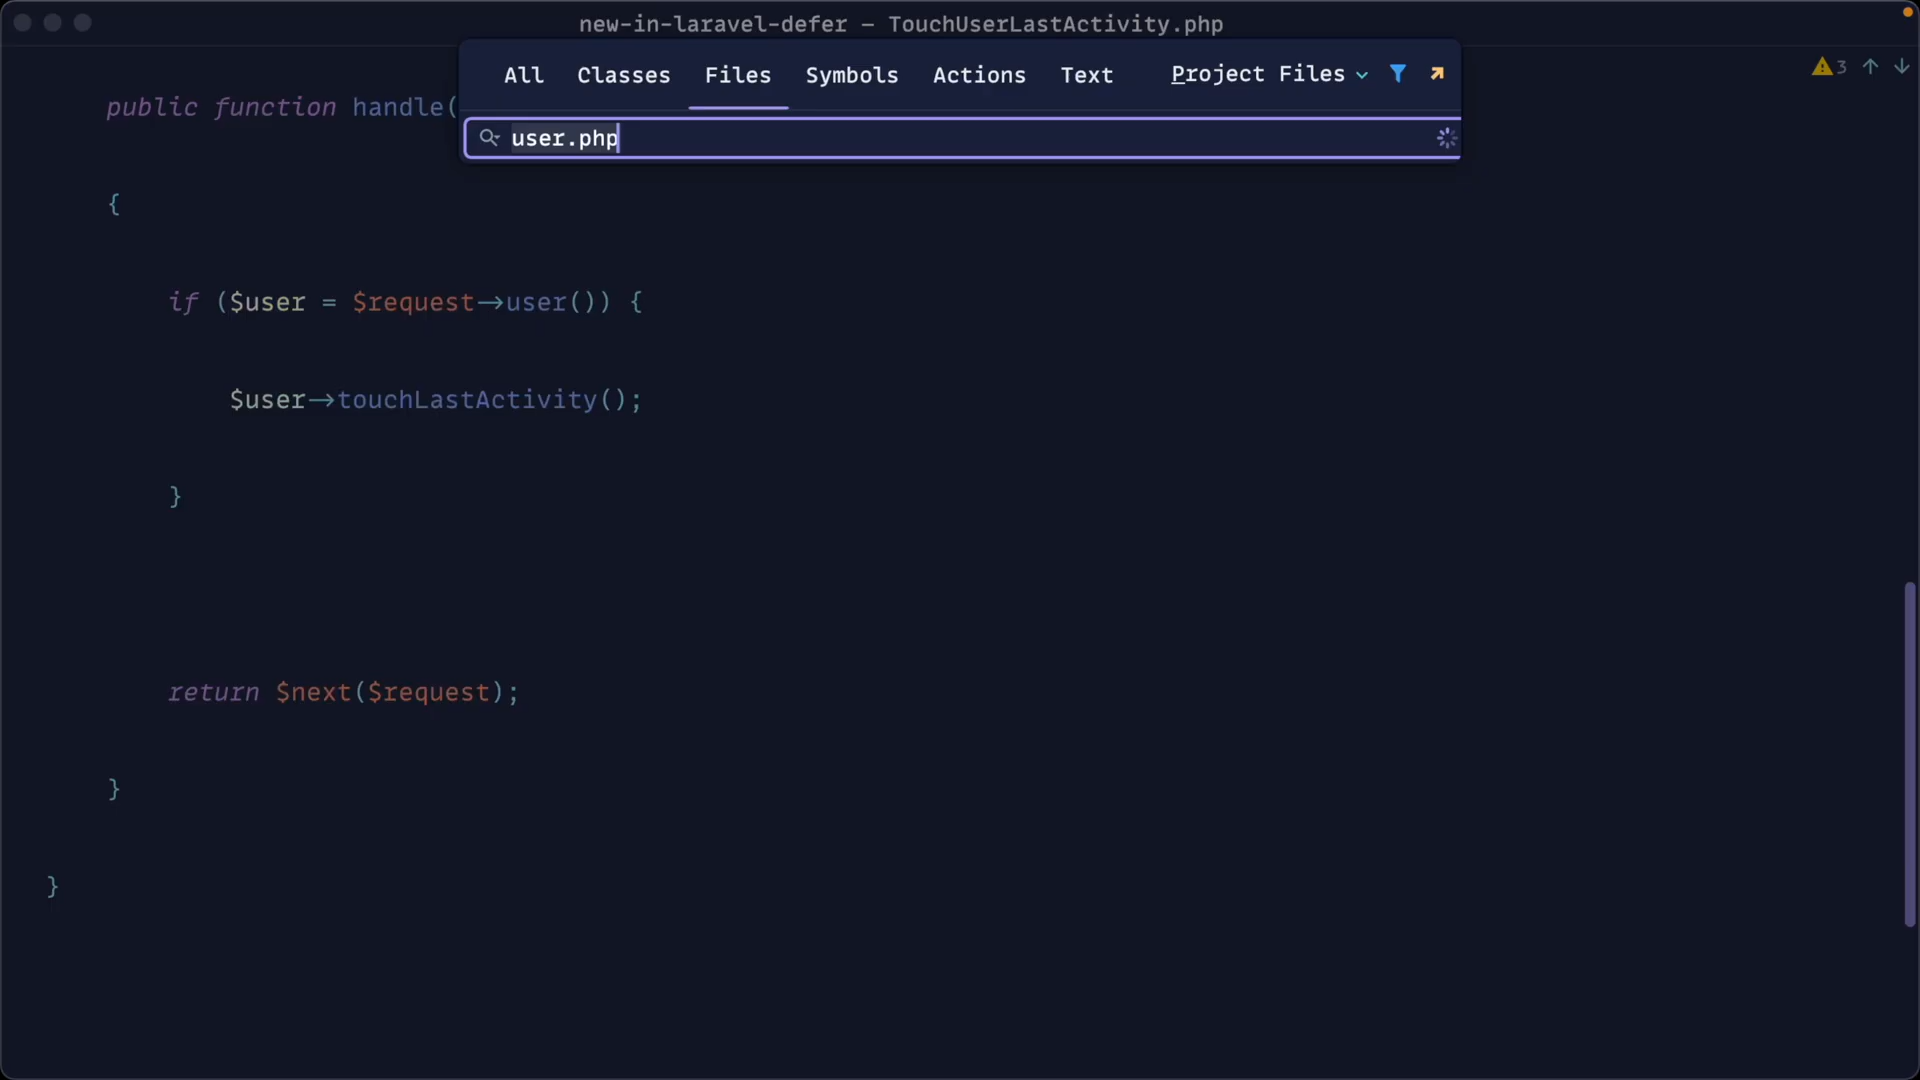 new-in-laravel-defer – TouchUserLastActivity.php
All Classes Files Symbols Actions Text Project Files
user.php
3
public function handle(
{
if ($user = $request→user()) {
$user→touchLastActivity();
}
return $next($request);
}
}